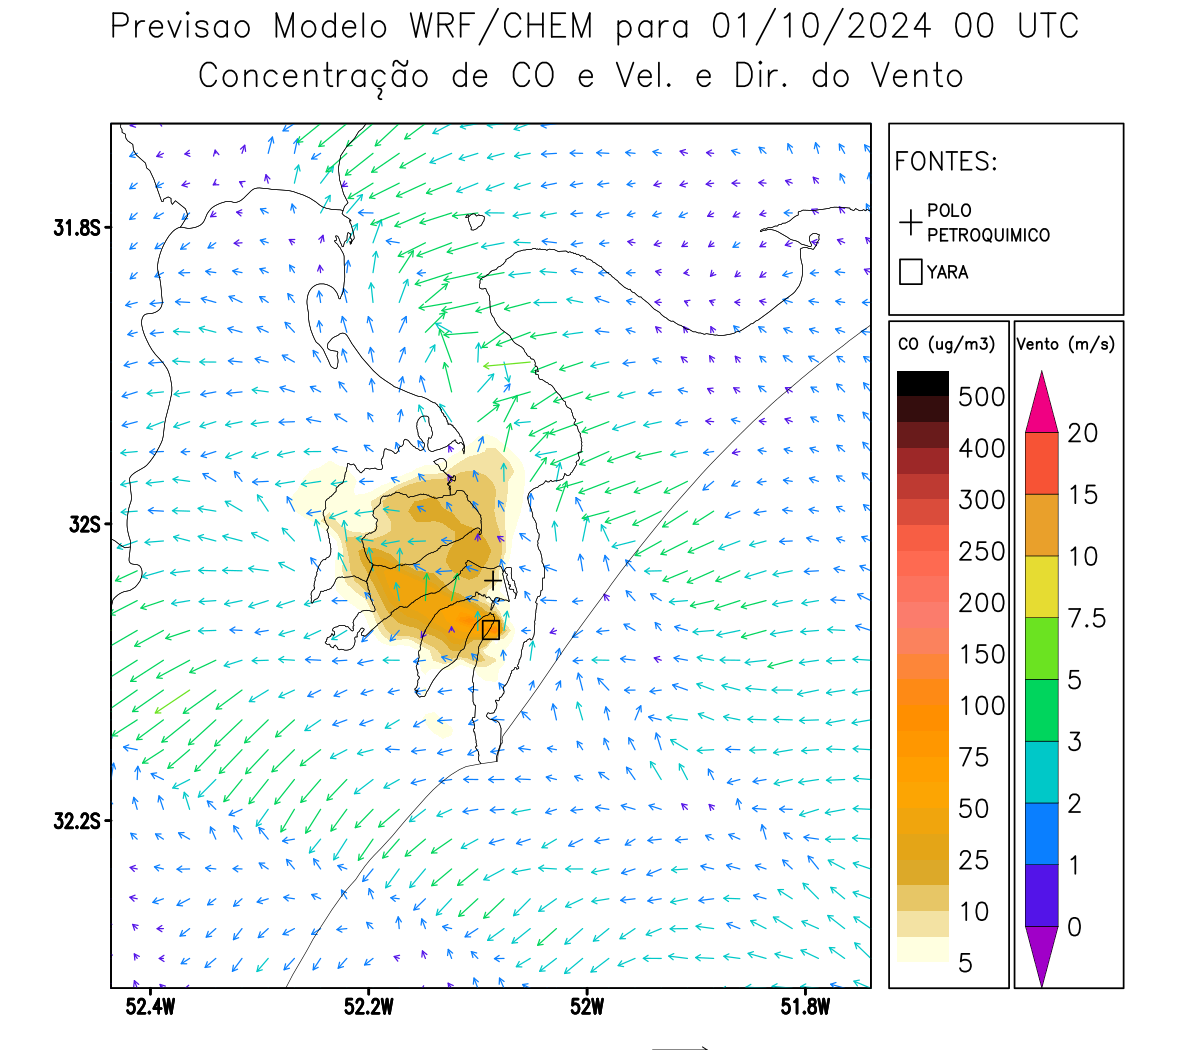 Previsao Modelo WRF/CHEM para 01/10/2024 00 UTC
Concentração de CO e Vel. e Dir. do Vento
FONTES:
POLO
PETROQUIMICO
YARA
CO (ug/m3)
500
400
300
250
200
150
100
75
50
25
10
5
Vento (m/s)
20
15
10
7.5
5
3
2
1
0
31.8S
32S
32.2S
52.4W
52.2W
52W
51.8W